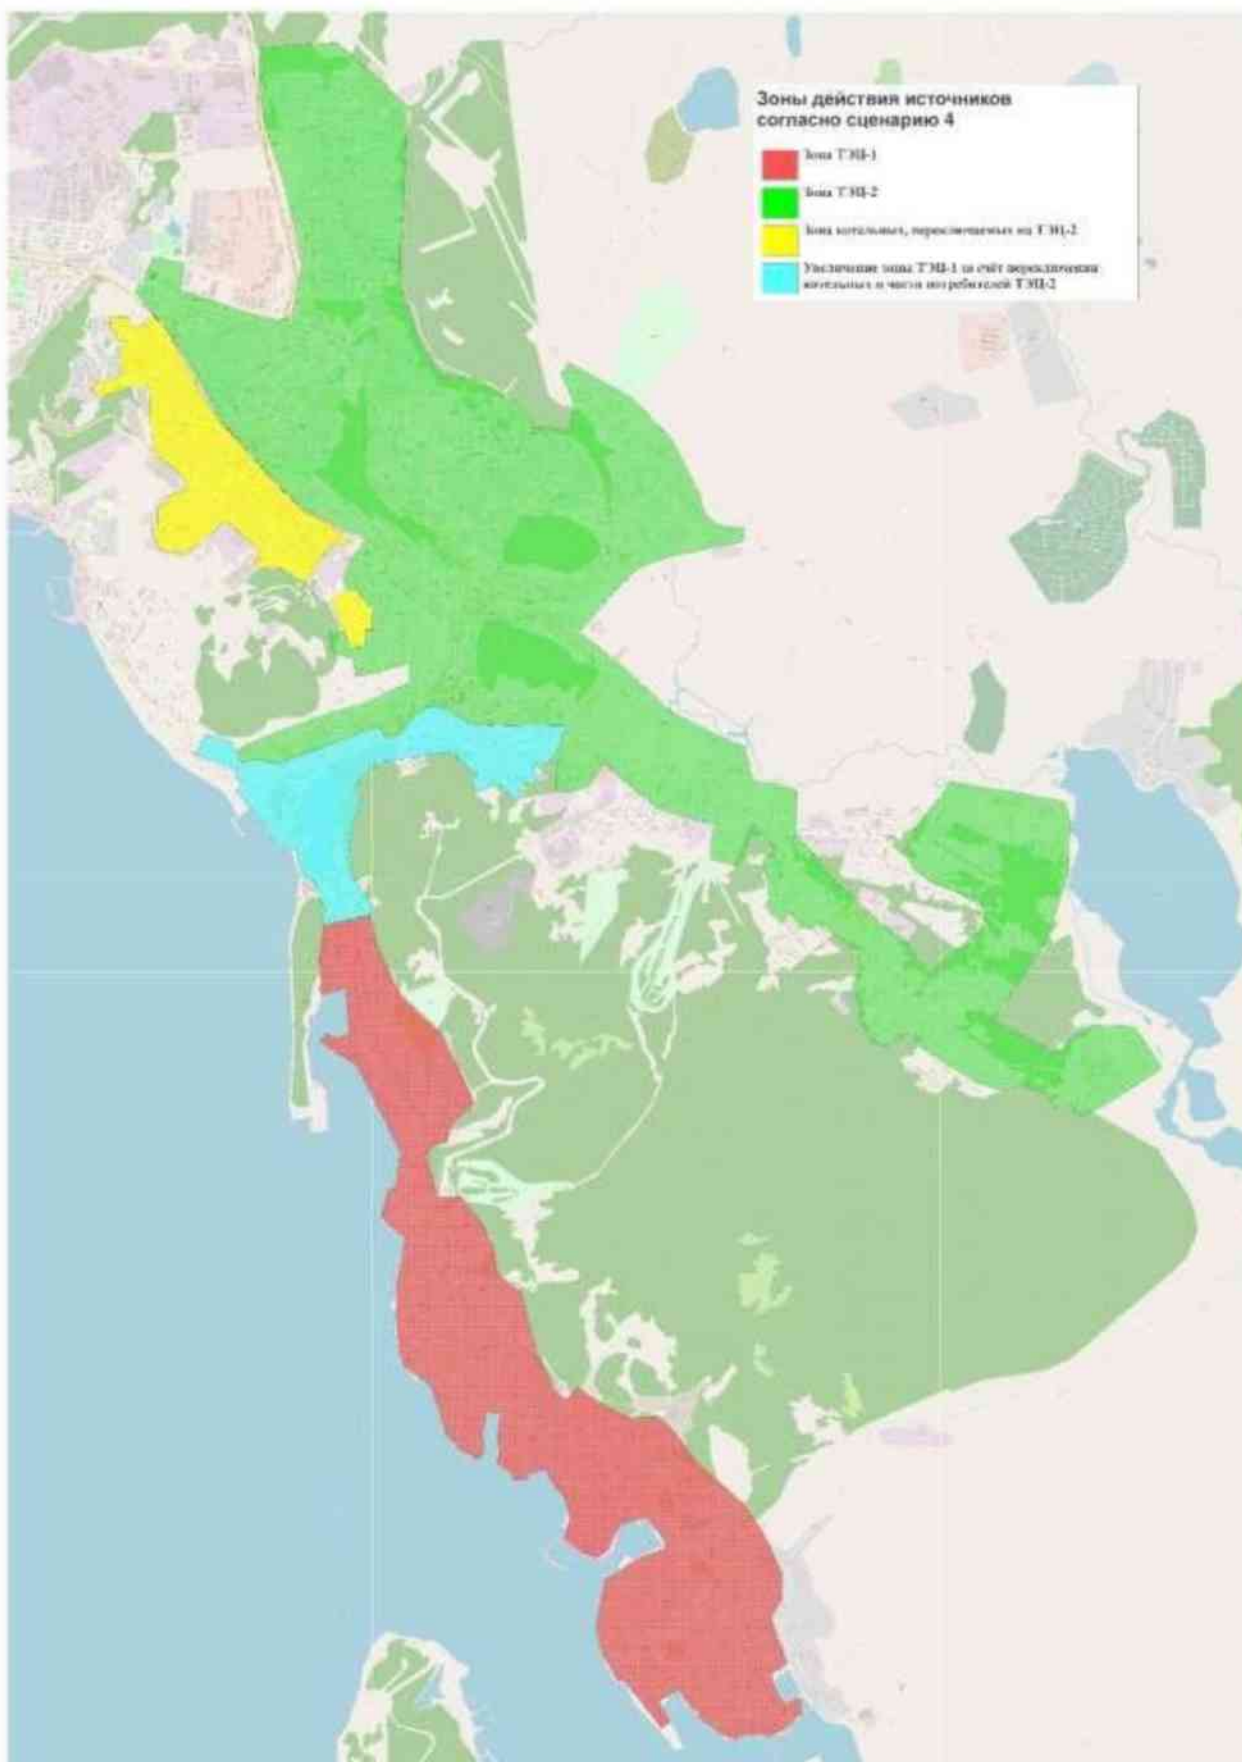 Зоны действия источников
согласно сценарию 4
Зона ТЭЦ-1
Зона ТЭЦ-2
Зона котельных, переключаемых на ТЭЦ-2
Увеличение зоны ТЭЦ-1 за счёт переключения
котельных и части потребителей ТЭЦ-2